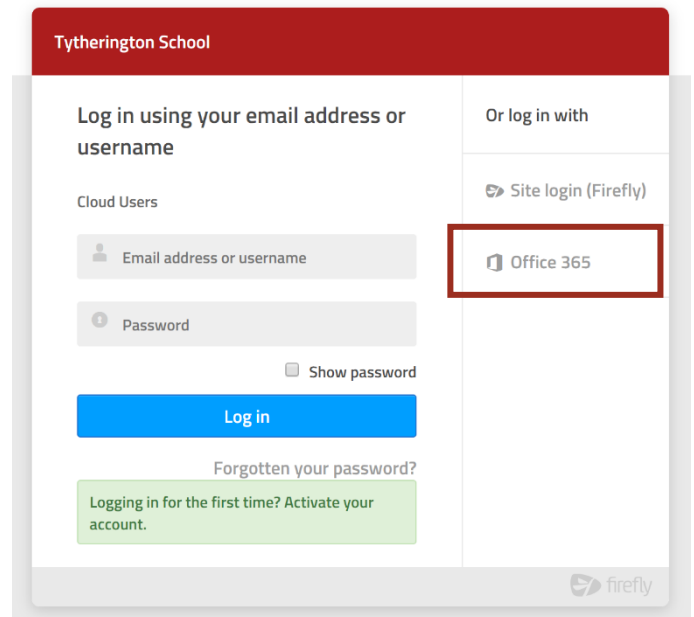 Tytherington School
Log in using your email address or
username
Cloud Users
Email address or username
Password
Show password
Log in
Forgotten your password?
Logging in for the first time? Activate your
account.
Or log in with
Site login (Firefly)
Office 365
firefly